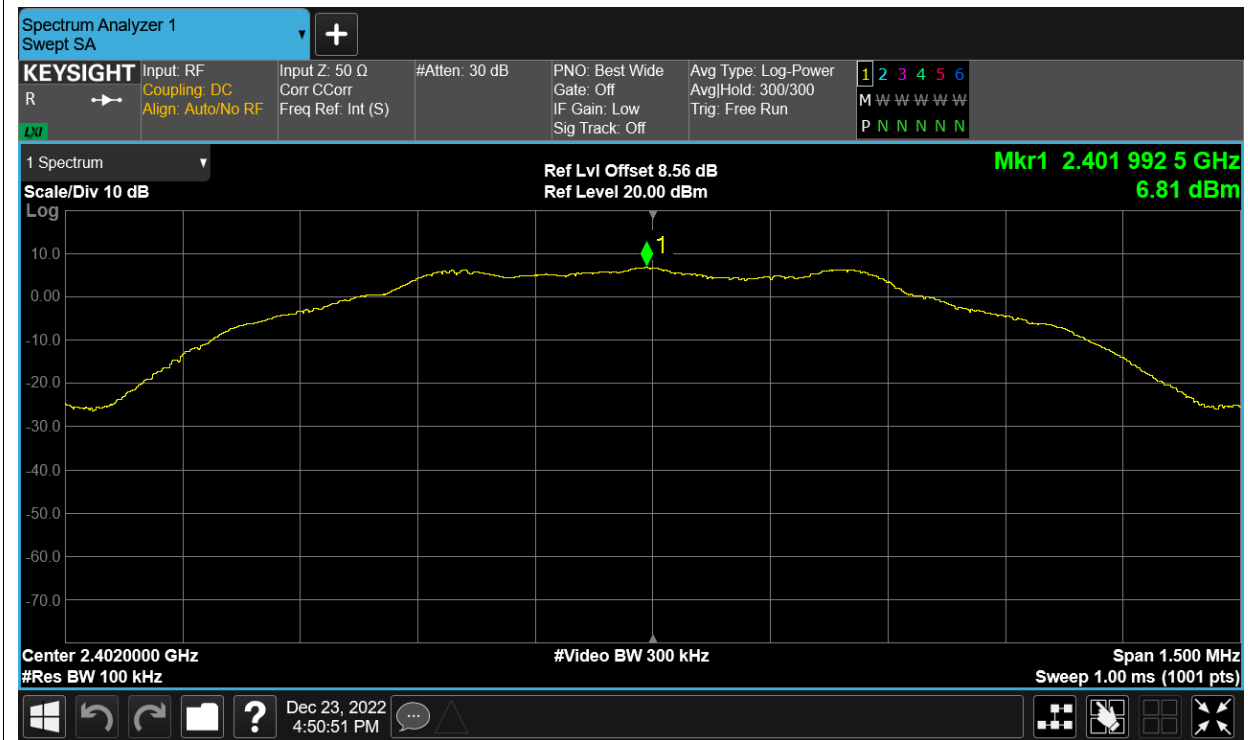 Spectrum Analyzer 1
Swept SA
+
KEYSIGHT
R
LXI
Input: RF
Coupling: DC
Align: Auto/No RF
Input Z: 50 Ω
Corr CCorr
Freq Ref: Int (S)
#Atten: 30 dB
PNO: Best Wide
Gate: Off
IF Gain: Low
Sig Track: Off
Avg Type: Log-Power
Avg|Hold: 300/300
Trig: Free Run
1 2 3 4 5 6
M W W W W W
P N N N N N
1 Spectrum
Scale/Div 10 dB
Ref Lvl Offset 8.56 dB
Ref Level 20.00 dBm
Mkr1 2.401 992 5 GHz
6.81 dBm
Log
1
10.0
0.00
-10.0
-20.0
-30.0
-40.0
-50.0
-60.0
-70.0
Center 2.4020000 GHz
#Res BW 100 kHz
#Video BW 300 kHz
Span 1.500 MHz
Sweep 1.00 ms (1001 pts)
?
Dec 23, 2022
4:50:51 PM